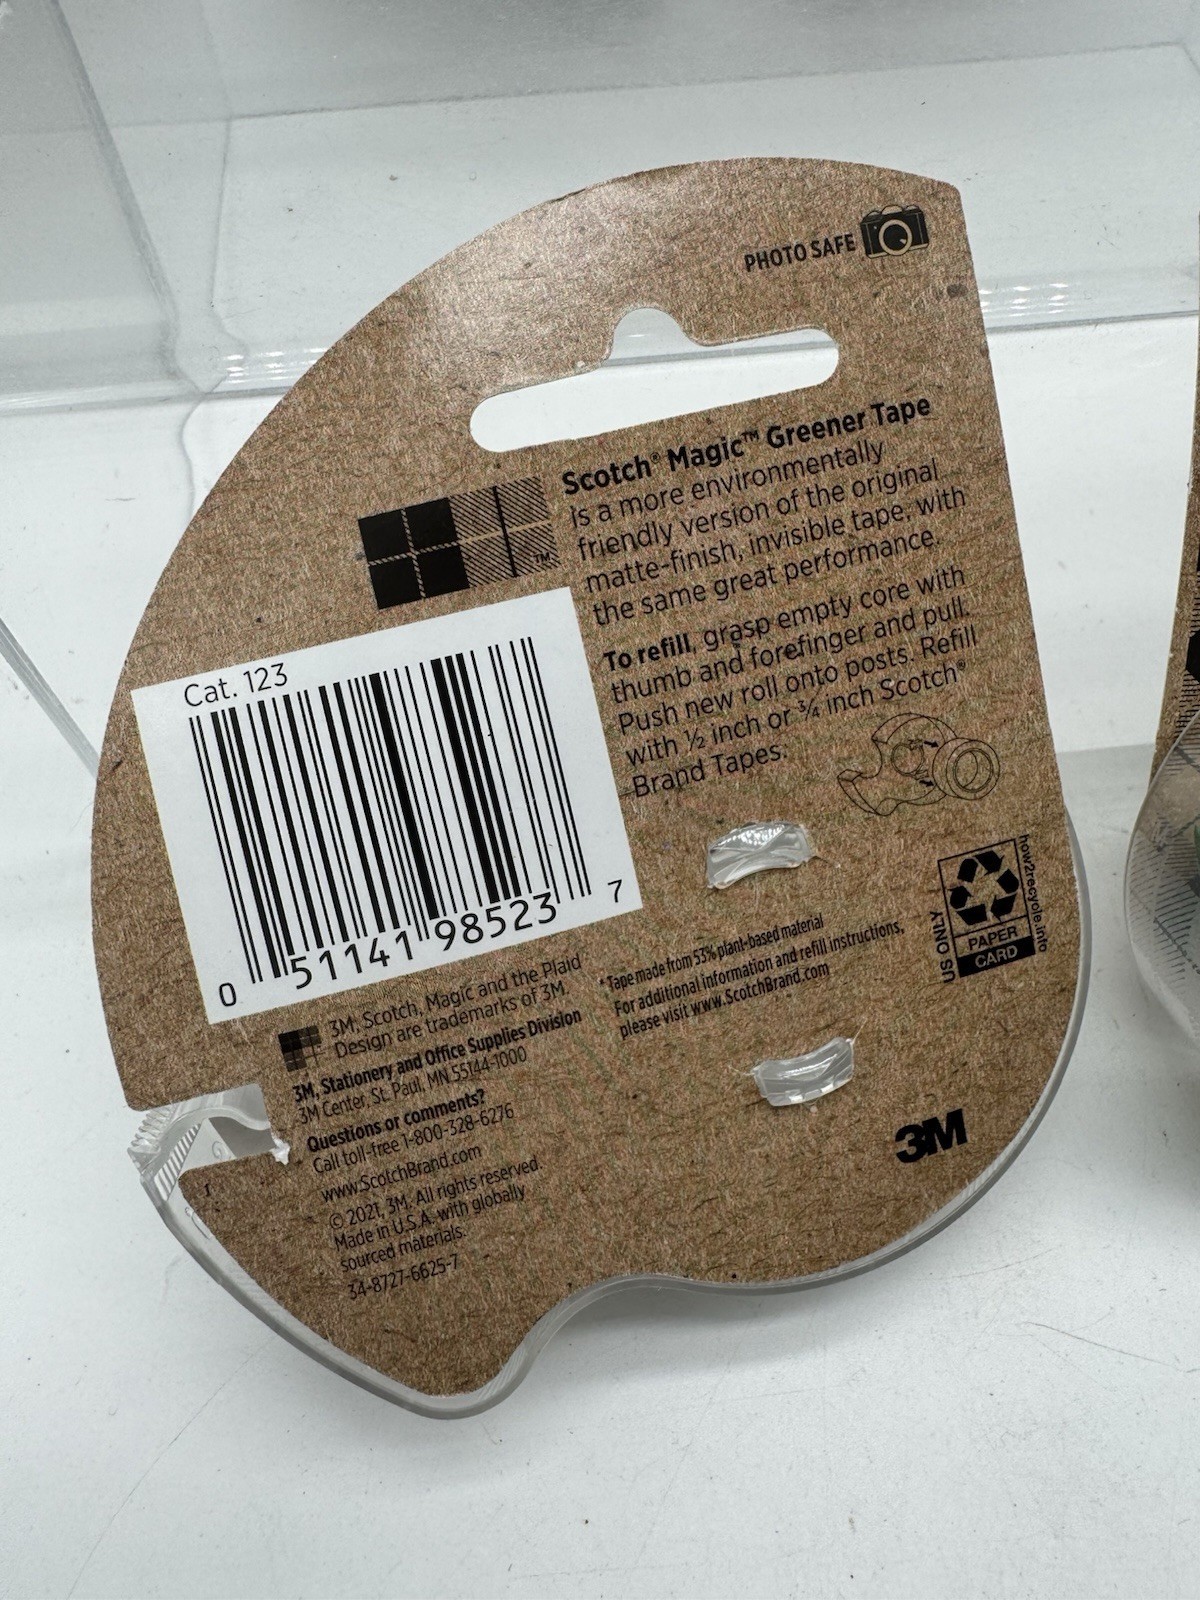 PHOTO SAFE
Scotch® Magic™ Greener Tape
Is a more environmentally
friendly version of the original
matte-finish, invisible tape, with
the same great performance.
TM
To refill, grasp empty core with
thumb and forefinger and pull.
Push new roll onto posts. Refill
with ½ inch or ¾ inch Scotch®
Brand Tapes.
Cat. 123
0 51141 98523 7
how2recycle.info
PAPER
CARD
US ONLY
* Tape made from 53% plant-based material
For additional information and refill instructions,
please visit www.ScotchBrand.com
3M, Scotch, Magic and the Plaid
Design are trademarks of 3M.
3M, Stationery and Office Supplies Division
3M Center, St. Paul, MN 55144-1000
Questions or comments?
Call toll-free 1-800-328-6276
www.ScotchBrand.com
© 2021, 3M. All rights reserved.
Made in U.S.A. with globally
sourced materials.
34-8727-6625-7
3M